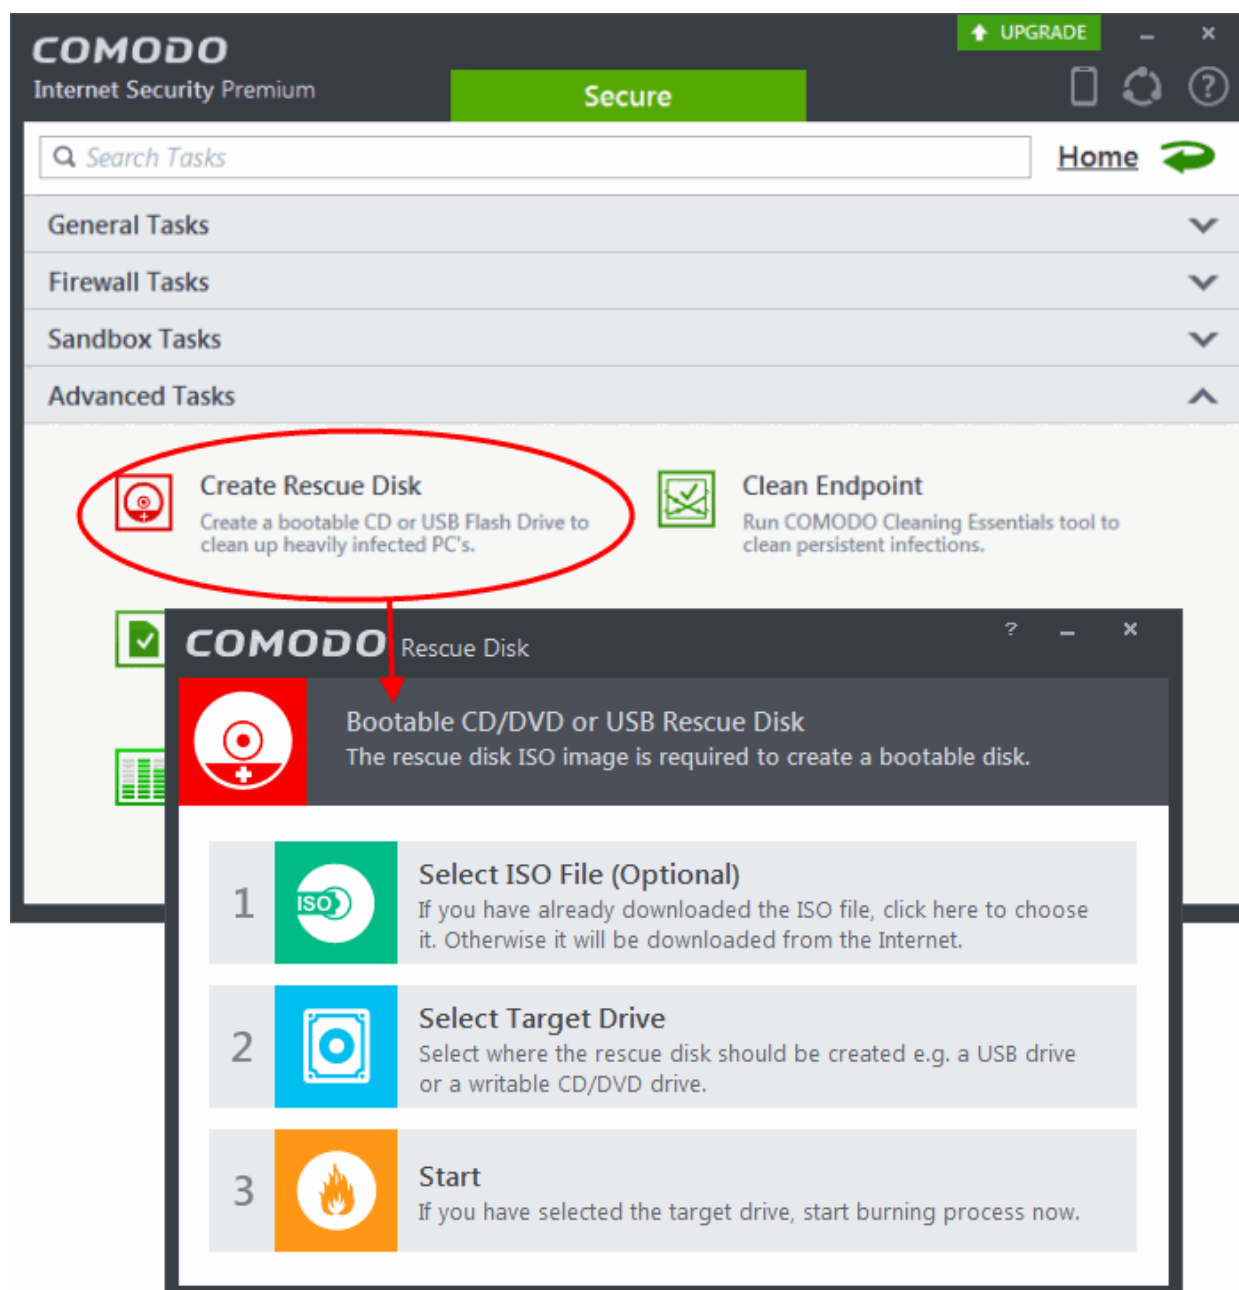 COMODO
UPGRADE
Internet Security Premium
Secure
Search Tasks
Home
General Tasks
Firewall Tasks
Sandbox Tasks
Advanced Tasks
Create Rescue Disk
Create a bootable CD or USB Flash Drive to
clean up heavily infected PC's.
Clean Endpoint
Run COMODO Cleaning Essentials tool to
clean persistent infections.
COMODO Rescue Disk
Bootable CD/DVD or USB Rescue Disk
The rescue disk ISO image is required to create a bootable disk.
1
ISO
Select ISO File (Optional)
If you have already downloaded the ISO file, click here to choose
it. Otherwise it will be downloaded from the Internet.
2
Select Target Drive
Select where the rescue disk should be created e.g. a USB drive
or a writable CD/DVD drive.
3
Start
If you have selected the target drive, start burning process now.